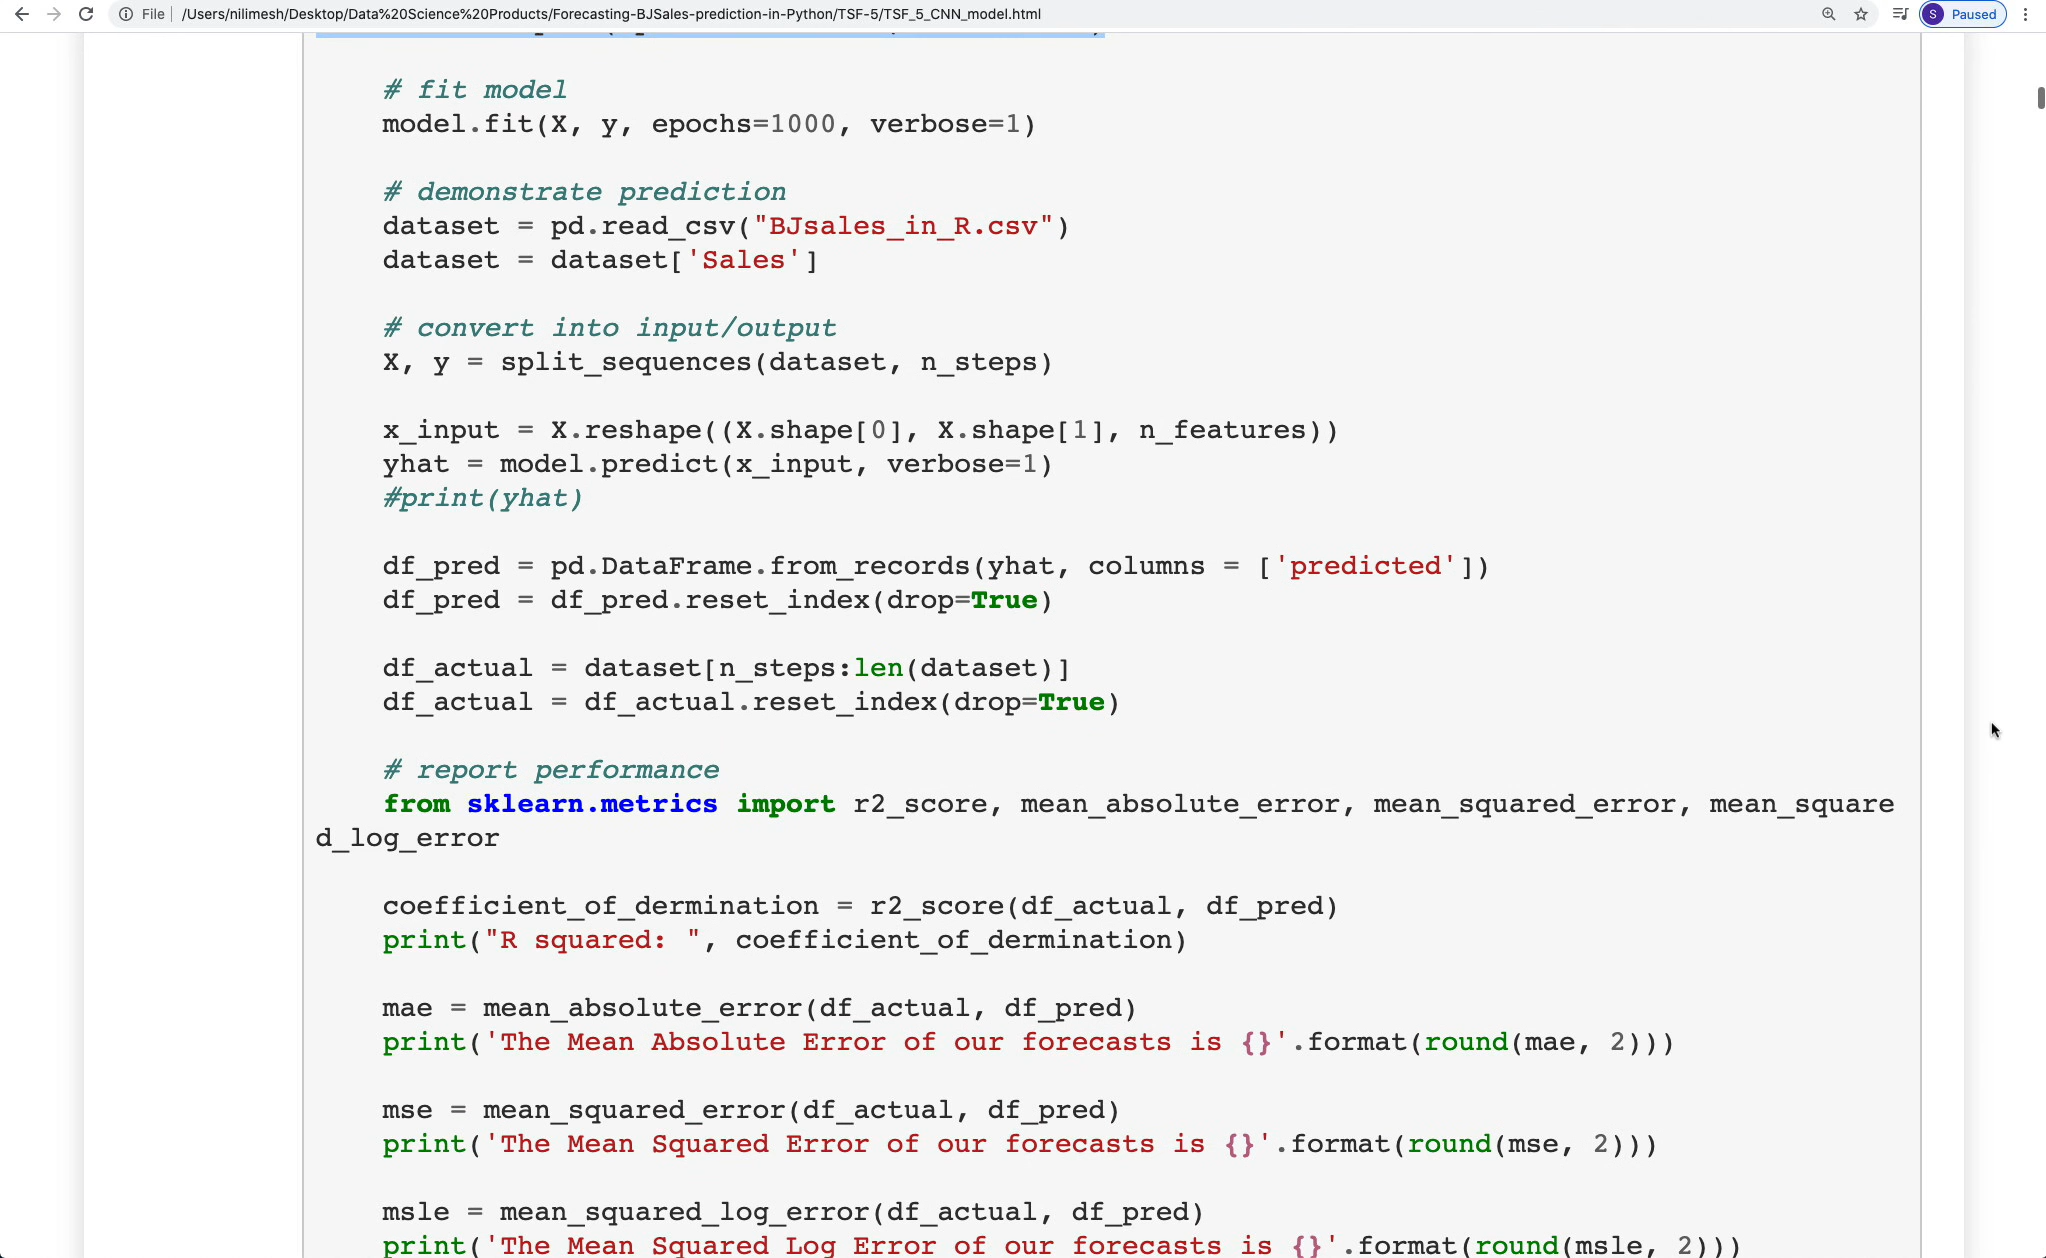 File | /Users/nilimesh/Desktop/Data%20Science%20Products/Forecasting-BJSales-prediction-in-Python/TSF-5/TSF_5_CNN_model.html
S Paused
# fit model
model.fit(X, y, epochs=1000, verbose=1)
# demonstrate prediction
dataset = pd.read_csv("BJsales_in_R.csv")
dataset = dataset['Sales']
# convert into input/output
X, y = split_sequences(dataset, n_steps)
x_input = X.reshape((X.shape[0], X.shape[1], n_features))
yhat = model.predict(x_input, verbose=1)
#print(yhat)
df_pred = pd.DataFrame.from_records(yhat, columns = ['predicted'])
df_pred = df_pred.reset_index(drop=True)
df_actual = dataset[n_steps:len(dataset)]
df_actual = df_actual.reset_index(drop=True)
# report performance
from sklearn.metrics import r2_score, mean_absolute_error, mean_squared_error, mean_square
d_log_error
coefficient_of_dermination = r2_score(df_actual, df_pred)
print("R squared: ", coefficient_of_dermination)
mae = mean_absolute_error(df_actual, df_pred)
print('The Mean Absolute Error of our forecasts is {}'.format(round(mae, 2)))
mse = mean_squared_error(df_actual, df_pred)
print('The Mean Squared Error of our forecasts is {}'.format(round(mse, 2)))
msle = mean_squared_log_error(df_actual, df_pred)
print('The Mean Squared Log Error of our forecasts is {}'.format(round(msle, 2)))